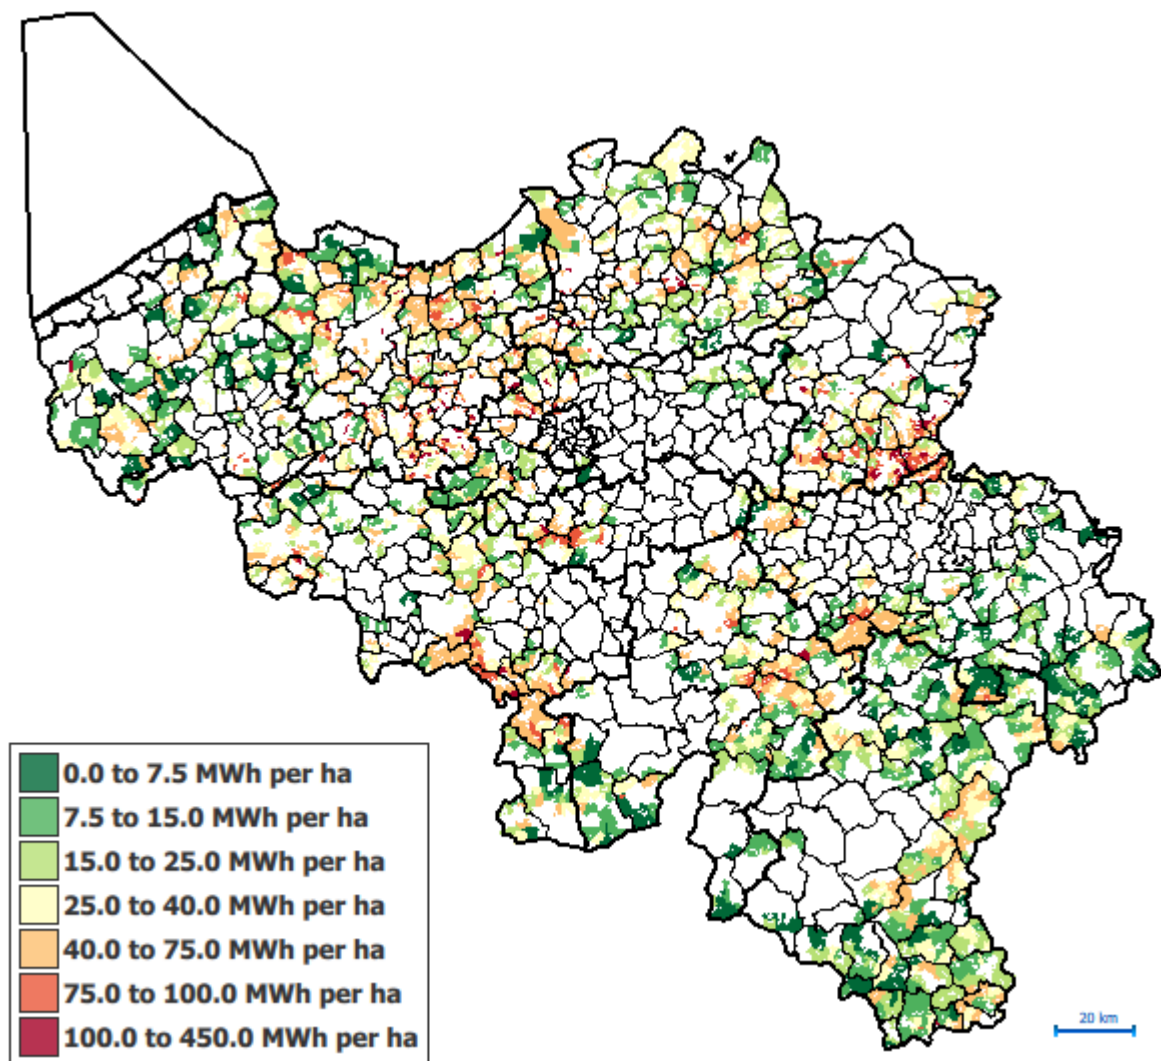 0.0 to 7.5 MWh per ha
7.5 to 15.0 MWh per ha
15.0 to 25.0 MWh per ha
25.0 to 40.0 MWh per ha
40.0 to 75.0 MWh per ha
75.0 to 100.0 MWh per ha
100.0 to 450.0 MWh per ha
20 km